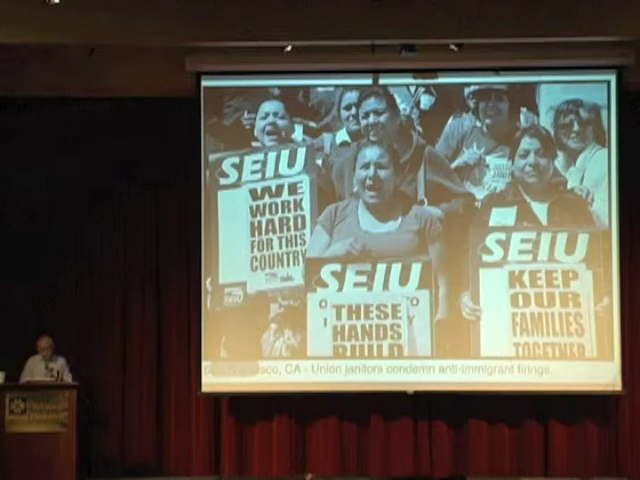 SEIU
WE
WORK
HARD
FOR THIS
COUNTRY
SEIU
THESE
HANDS
BUILD
SEIU
KEEP
OUR
FAMILIES
TOGETHER
CA - Union janitors condemn anti-immigrant firings.